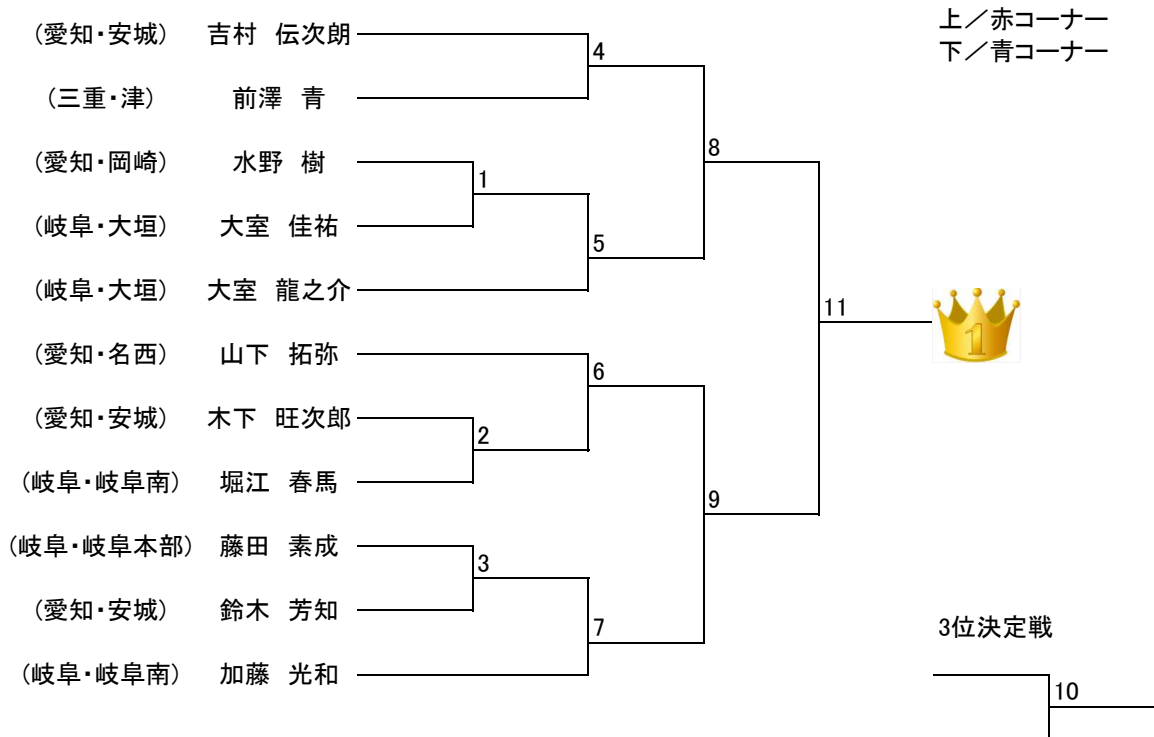 上／赤コーナー
下／青コーナー
(愛知・安城) 吉村 伝次朗
4
(三重・津) 前澤 青
8
(愛知・岡崎) 水野 樹
1
(岐阜・大垣) 大室 佳祐
5
(岐阜・大垣) 大室 龍之介
11
1
(愛知・名西) 山下 拓弥
6
(愛知・安城) 木下 旺次郎
2
(岐阜・岐阜南) 堀江 春馬
9
(岐阜・岐阜本部) 藤田 素成
3
(愛知・安城) 鈴木 芳知
7
3位決定戦
(岐阜・岐阜南) 加藤 光和
10